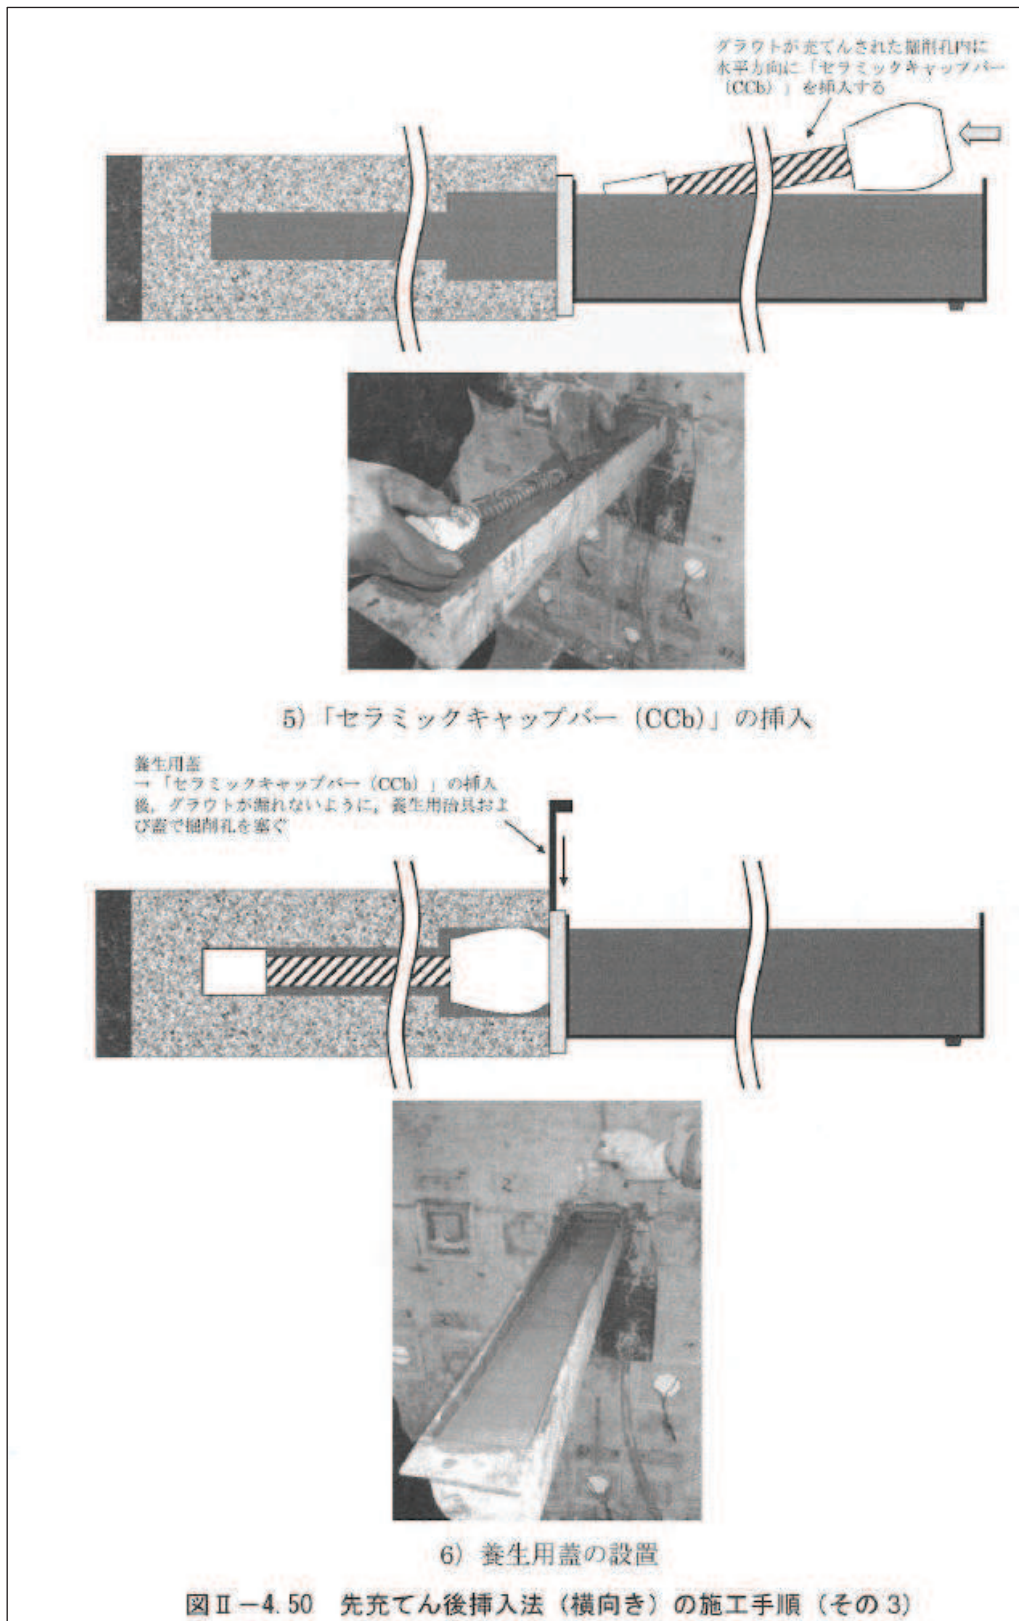 グラウトが充てんされた掘削孔内に
水平方向に「セラミックキャップバー
(CCb)」を挿入する
5)「セラミックキャップバー (CCb)」の挿入
養生用蓋
→「セラミックキャップバー (CCb)」の挿入
後，グラウトが漏れないように，養生用治具およ
び蓋で掘削孔を塞ぐ
2
6) 養生用蓋の設置
図Ⅱ－4.50 先充てん後挿入法（横向き）の施工手順（その3）